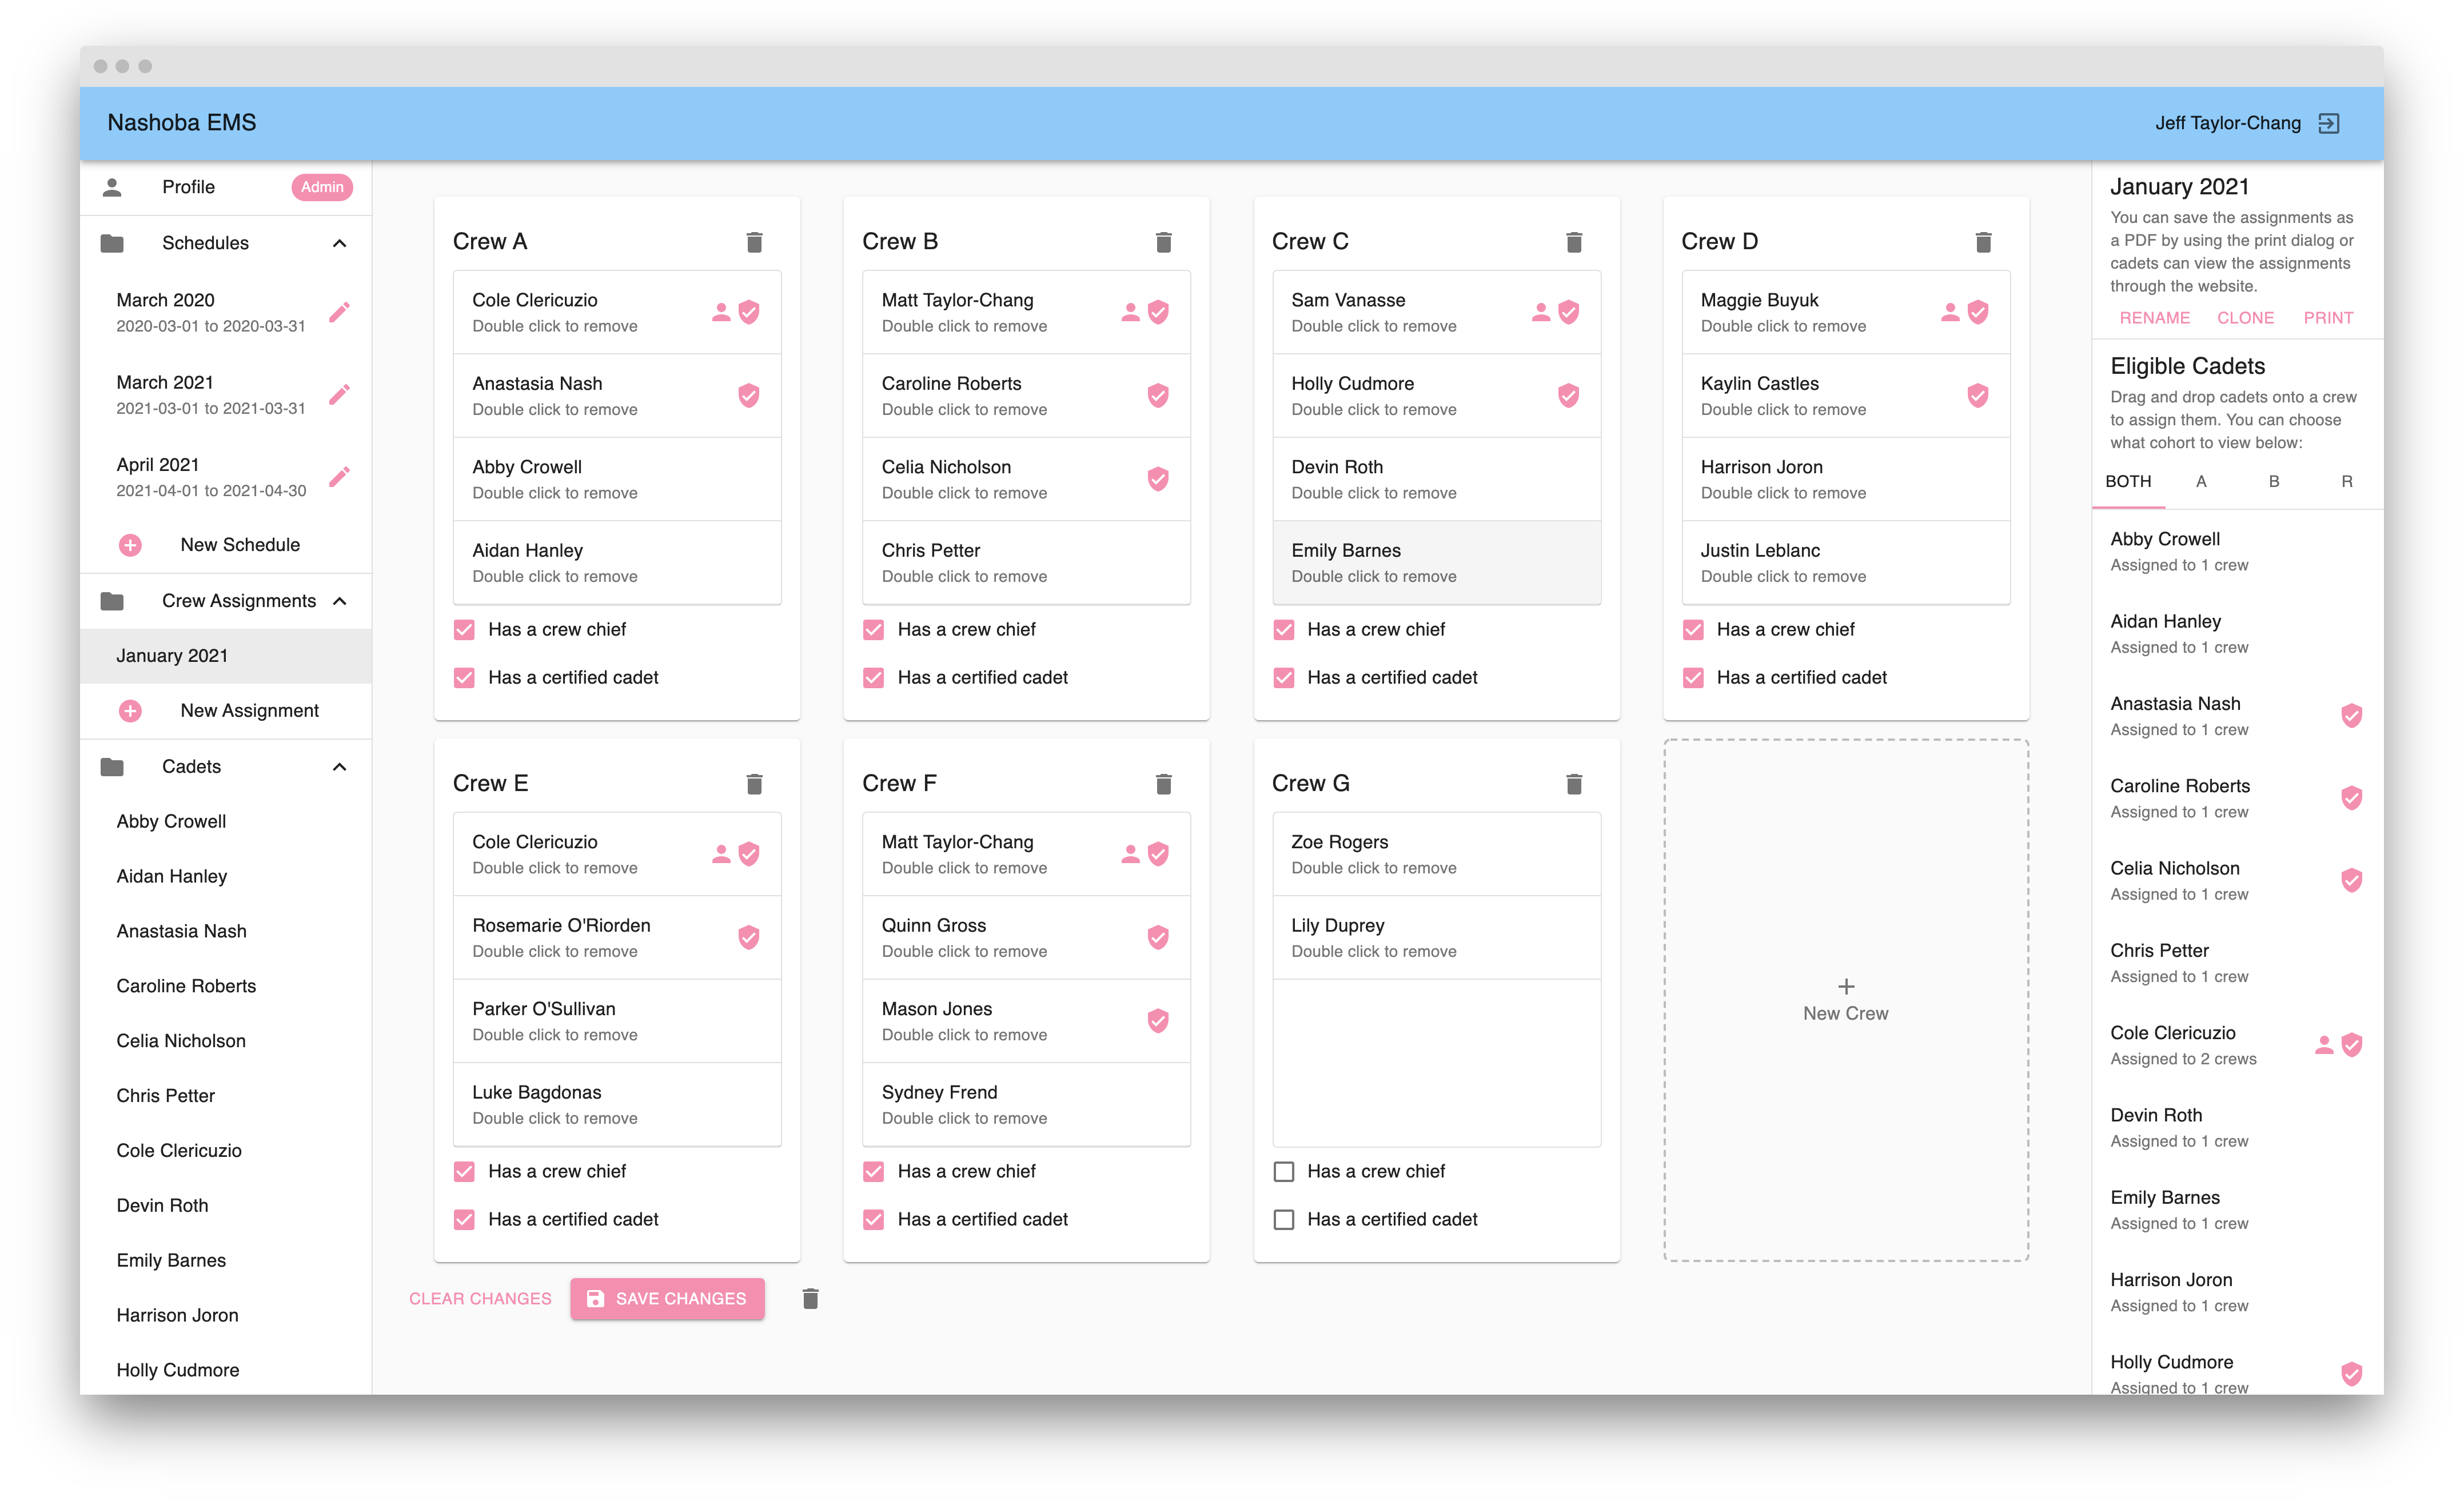 Nashoba EMS
Jeff Taylor-Chang
Profile
Admin
Schedules
March 2020
2020-03-01 to 2020-03-31
March 2021
2021-03-01 to 2021-03-31
April 2021
2021-04-01 to 2021-04-30
New Schedule
Crew Assignments
January 2021
New Assignment
Cadets
Abby Crowell
Aidan Hanley
Anastasia Nash
Caroline Roberts
Celia Nicholson
Chris Petter
Cole Clericuzio
Devin Roth
Emily Barnes
Harrison Joron
Holly Cudmore
Crew A
Cole Clericuzio
Double click to remove
Anastasia Nash
Double click to remove
Abby Crowell
Double click to remove
Aidan Hanley
Double click to remove
Has a crew chief
Has a certified cadet
Crew B
Matt Taylor-Chang
Double click to remove
Caroline Roberts
Double click to remove
Celia Nicholson
Double click to remove
Chris Petter
Double click to remove
Has a crew chief
Has a certified cadet
Crew C
Sam Vanasse
Double click to remove
Holly Cudmore
Double click to remove
Devin Roth
Double click to remove
Emily Barnes
Double click to remove
Has a crew chief
Has a certified cadet
Crew D
Maggie Buyuk
Double click to remove
Kaylin Castles
Double click to remove
Harrison Joron
Double click to remove
Justin Leblanc
Double click to remove
Has a crew chief
Has a certified cadet
Crew E
Cole Clericuzio
Double click to remove
Rosemarie O'Riorden
Double click to remove
Parker O'Sullivan
Double click to remove
Luke Bagdonas
Double click to remove
Has a crew chief
Has a certified cadet
Crew F
Matt Taylor-Chang
Double click to remove
Quinn Gross
Double click to remove
Mason Jones
Double click to remove
Sydney Frend
Double click to remove
Has a crew chief
Has a certified cadet
Crew G
Zoe Rogers
Double click to remove
Lily Duprey
Double click to remove
Has a crew chief
Has a certified cadet
New Crew
CLEAR CHANGES
SAVE CHANGES
January 2021
You can save the assignments as
a PDF by using the print dialog or
cadets can view the assignments
through the website.
RENAME CLONE PRINT
Eligible Cadets
Drag and drop cadets onto a crew
to assign them. You can choose
what cohort to view below:
BOTH A B R
Abby Crowell
Assigned to 1 crew
Aidan Hanley
Assigned to 1 crew
Anastasia Nash
Assigned to 1 crew
Caroline Roberts
Assigned to 1 crew
Celia Nicholson
Assigned to 1 crew
Chris Petter
Assigned to 1 crew
Cole Clericuzio
Assigned to 2 crews
Devin Roth
Assigned to 1 crew
Emily Barnes
Assigned to 1 crew
Harrison Joron
Assigned to 1 crew
Holly Cudmore
Assigned to 1 crew